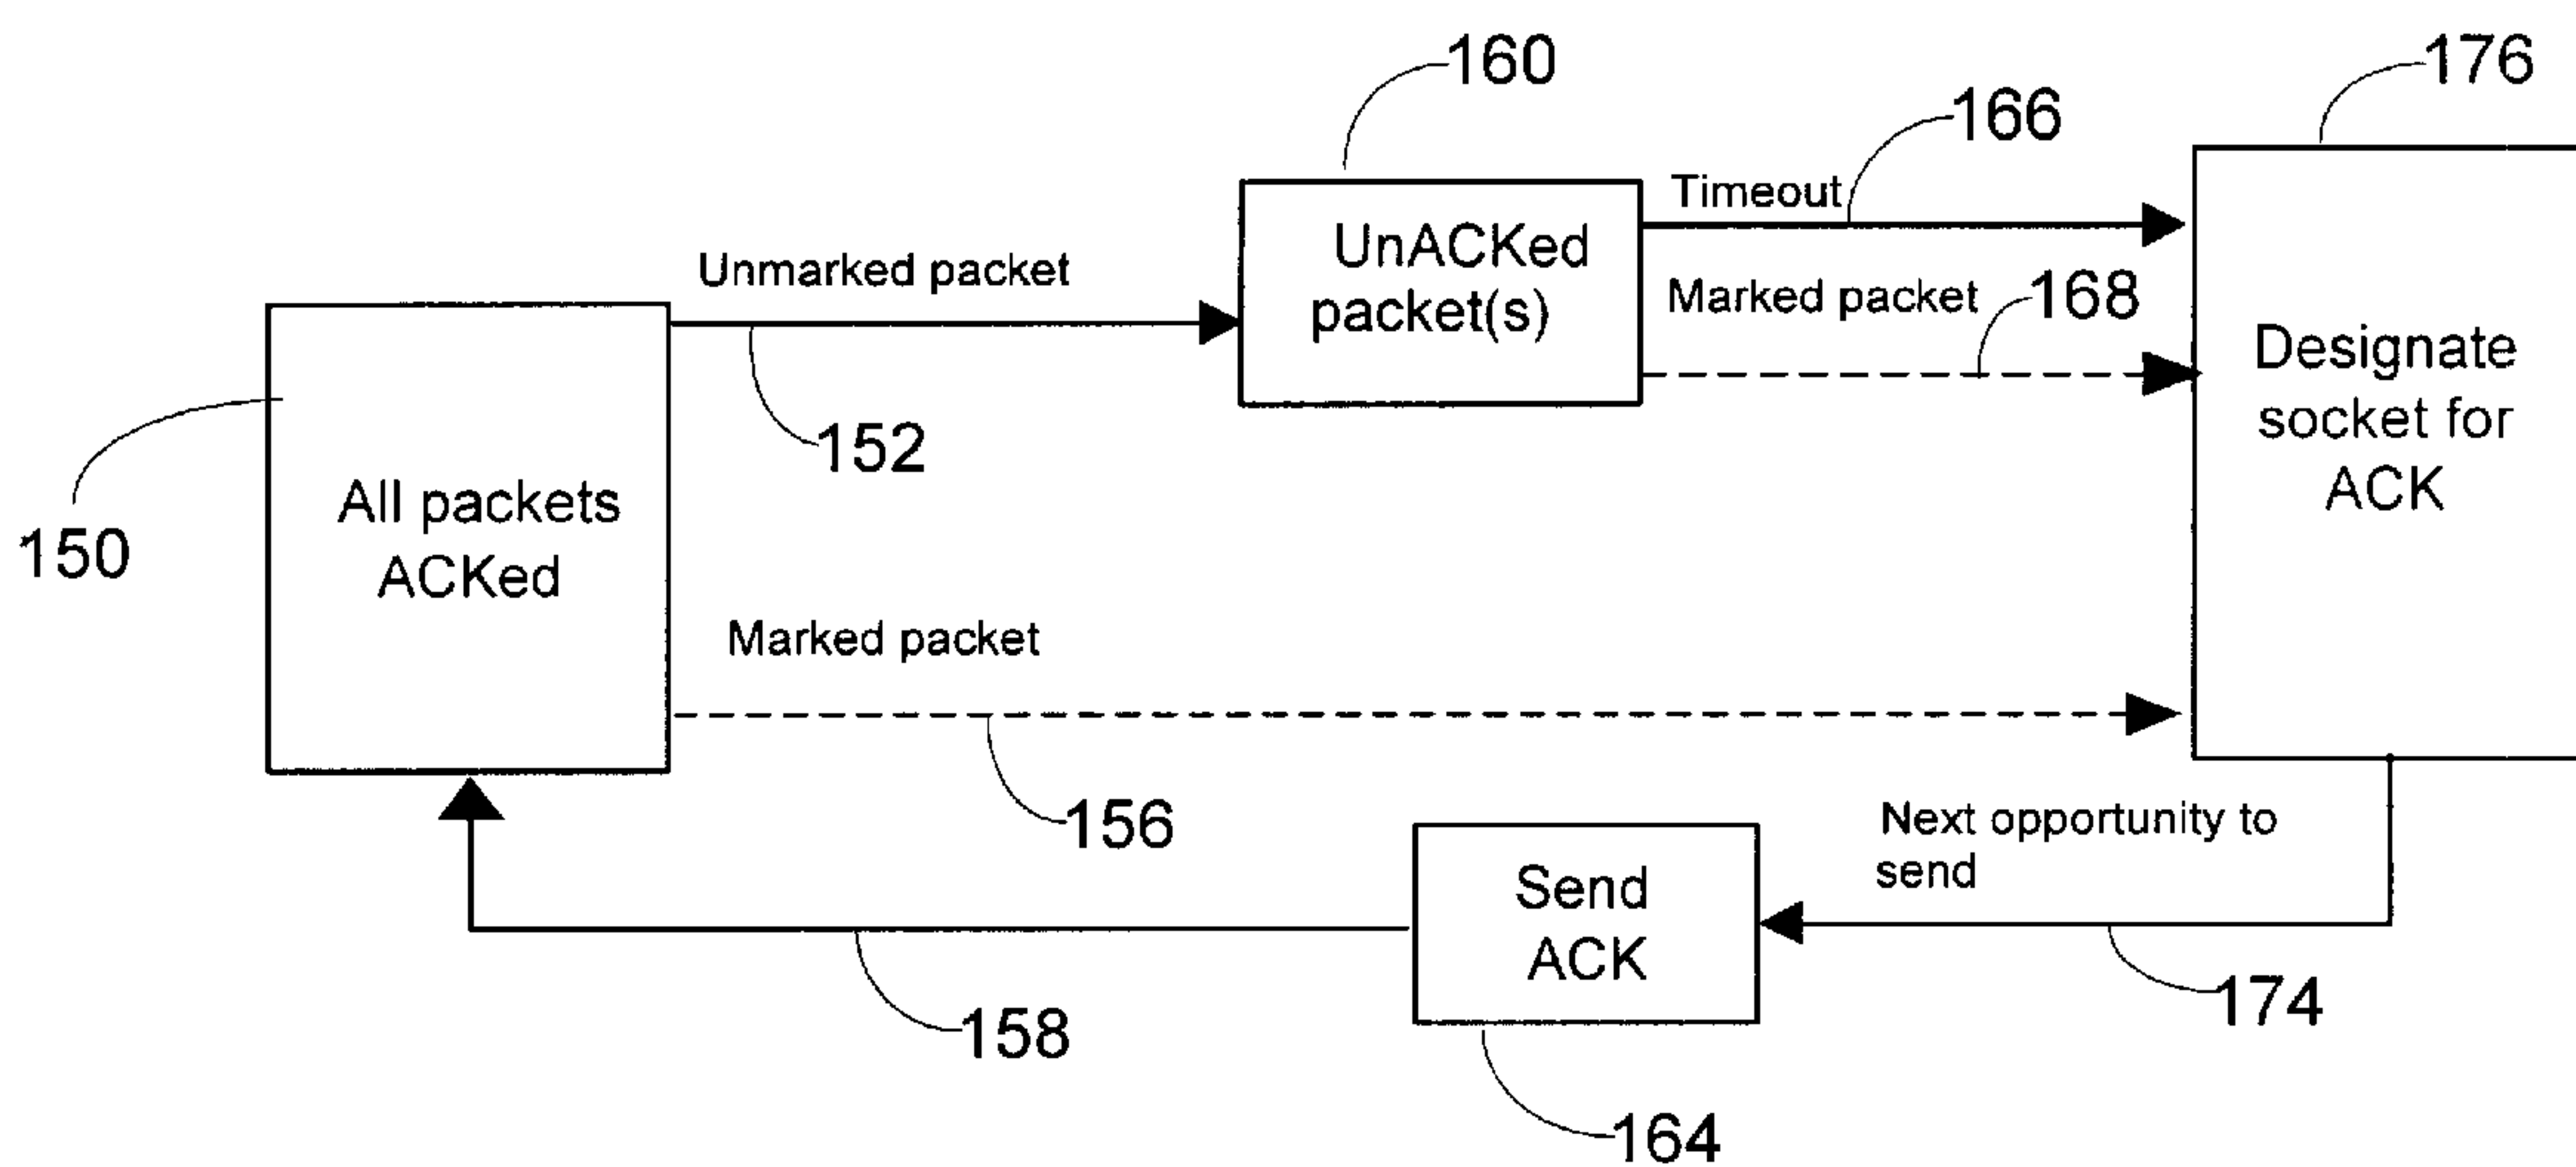 160
176
166
Timeout
UnACKed
packet(s)
Unmarked packet
Marked packet
168
Designate
socket for
ACK
152
All packets
ACKed
150
Marked packet
156
Next opportunity to
send
Send
ACK
158
174
164